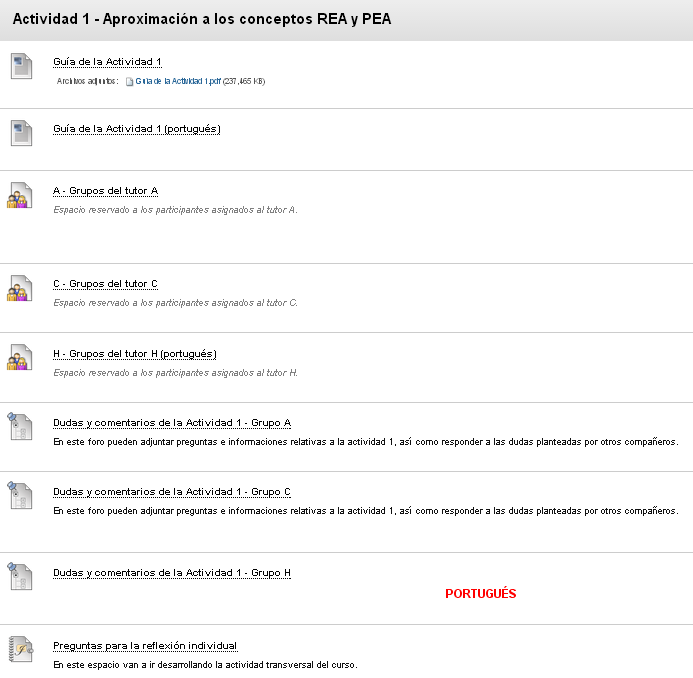 Actividad 1 - Aproximación a los conceptos REA y PEA
Guía de la Actividad 1
Archivos adjuntos: Guía de la Actividad 1.pdf (237,465 KB)
Guía de la Actividad 1 (portugués)
A - Grupos del tutor A
Espacio reservado a los participantes asignados al tutor A.
C - Grupos del tutor C
Espacio reservado a los participantes asignados al tutor C.
H - Grupos del tutor H (portugués)
Espacio reservado a los participantes asignados al tutor H.
Dudas y comentarios de la Actividad 1 - Grupo A
En este foro pueden adjuntar preguntas e informaciones relativas a la actividad 1, así como responder a las dudas planteadas por otros compañeros.
Dudas y comentarios de la Actividad 1 - Grupo C
En este foro pueden adjuntar preguntas e informaciones relativas a la actividad 1, así como responder a las dudas planteadas por otros compañeros.
Dudas y comentarios de la Actividad 1 - Grupo H
PORTUGUÉS
Preguntas para la reflexión individual
En este espacio van a ir desarrollando la actividad transversal del curso.